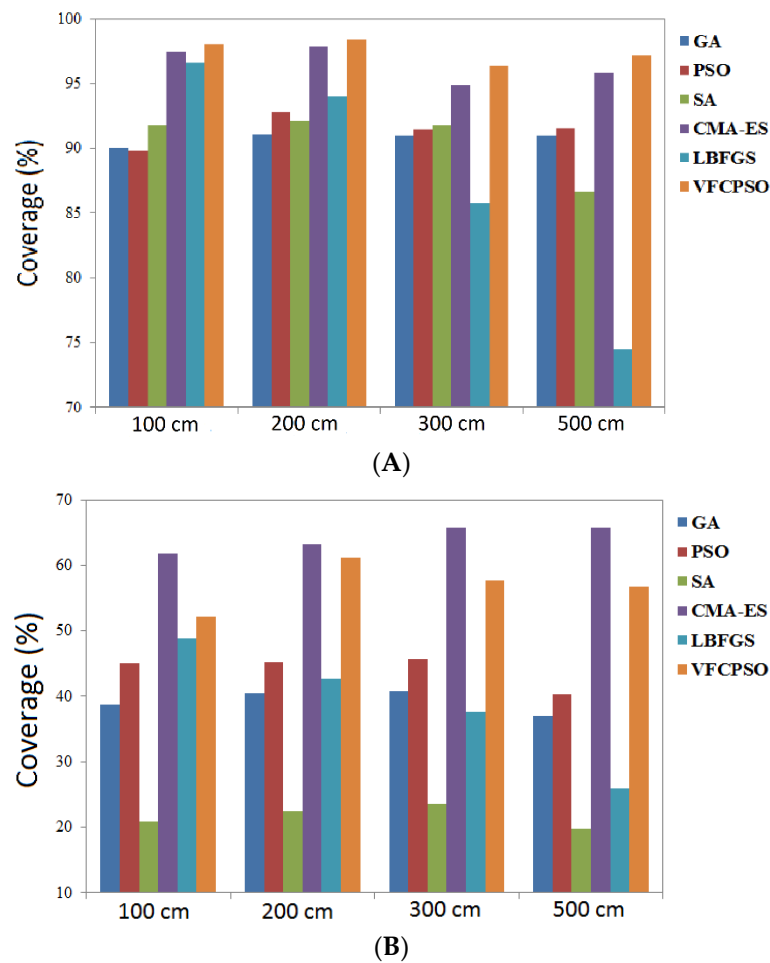 100
95
90
85
80
75
70
Coverage (%)
100 cm
200 cm
300 cm
500 cm
GA
PSO
SA
CMA-ES
LBFGS
VFCPSO
(A)
70
60
50
40
30
20
10
Coverage (%)
100 cm
200 cm
300 cm
500 cm
GA
PSO
SA
CMA-ES
LBFGS
VFCPSO
(B)